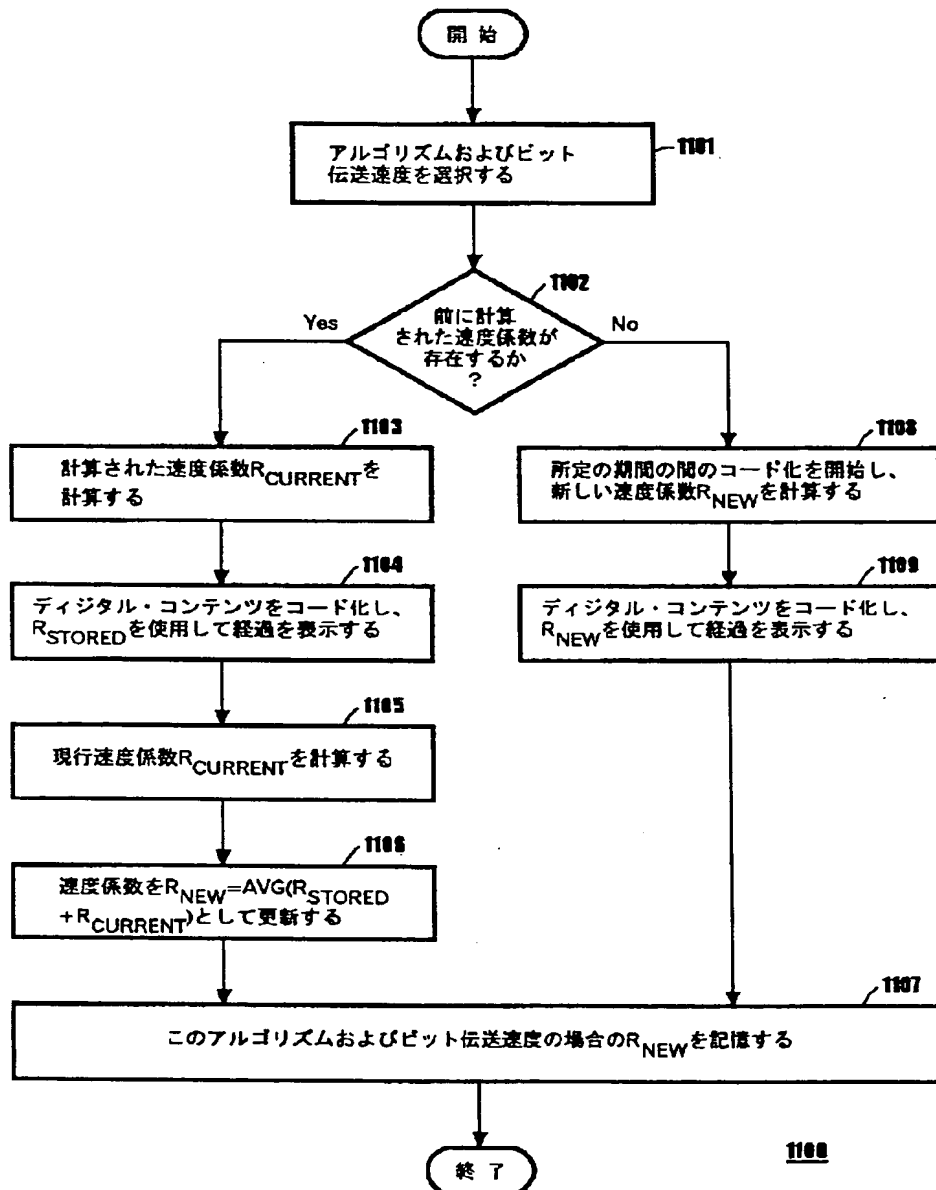 開 始
アルゴリズムおよびビット
伝送速度を選択する
1101
1102
前に計算
された速度係数が
存在するか
?
Yes
No
1103
計算された速度係数RCURRENTを
計算する
1108
所定の期間の間のコード化を開始し、
新しい速度係数RNEWを計算する
1104
ディジタル・コンテンツをコード化し、
RSTOREDを使用して経過を表示する
1109
ディジタル・コンテンツをコード化し、
RNEWを使用して経過を表示する
1105
現行速度係数RCURRENTを計算する
1106
速度係数をRNEW=AVG(RSTORED
+RCURRENT)として更新する
1107
このアルゴリズムおよびビット伝送速度の場合のRNEWを記憶する
終 了
1100